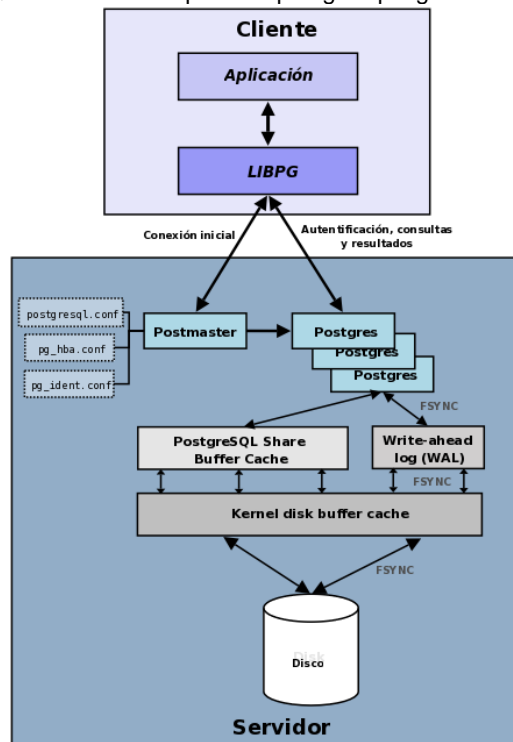 Cliente
Aplicación
LIBPG
Conexión inicial
Autentificación, consultas
y resultados
postgresql.conf
pg_hba.conf
pg_ident.conf
Postmaster
Postgres
Postgres
Postgres
FSYNC
PostgreSQL Share
Buffer Cache
Write-ahead
log (WAL)
FSYNC
Kernel disk buffer cache
FSYNC
Disk
Disco
Servidor